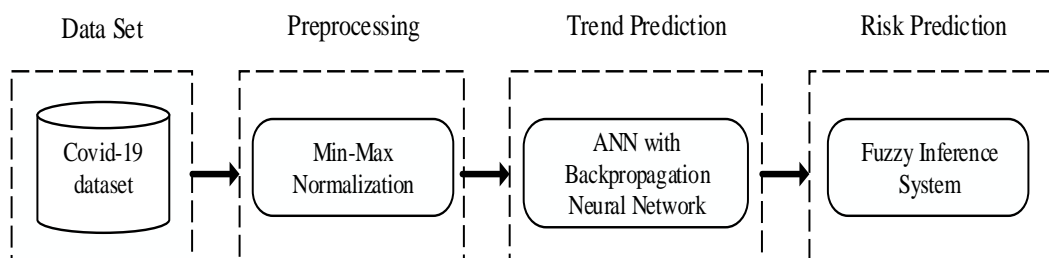 Data Set
Preprocessing
Trend Prediction
Risk Prediction
Covid-19
dataset
Min-Max
Normalization
ANN with
Backpropagation
Neural Network
Fuzzy Inference
System